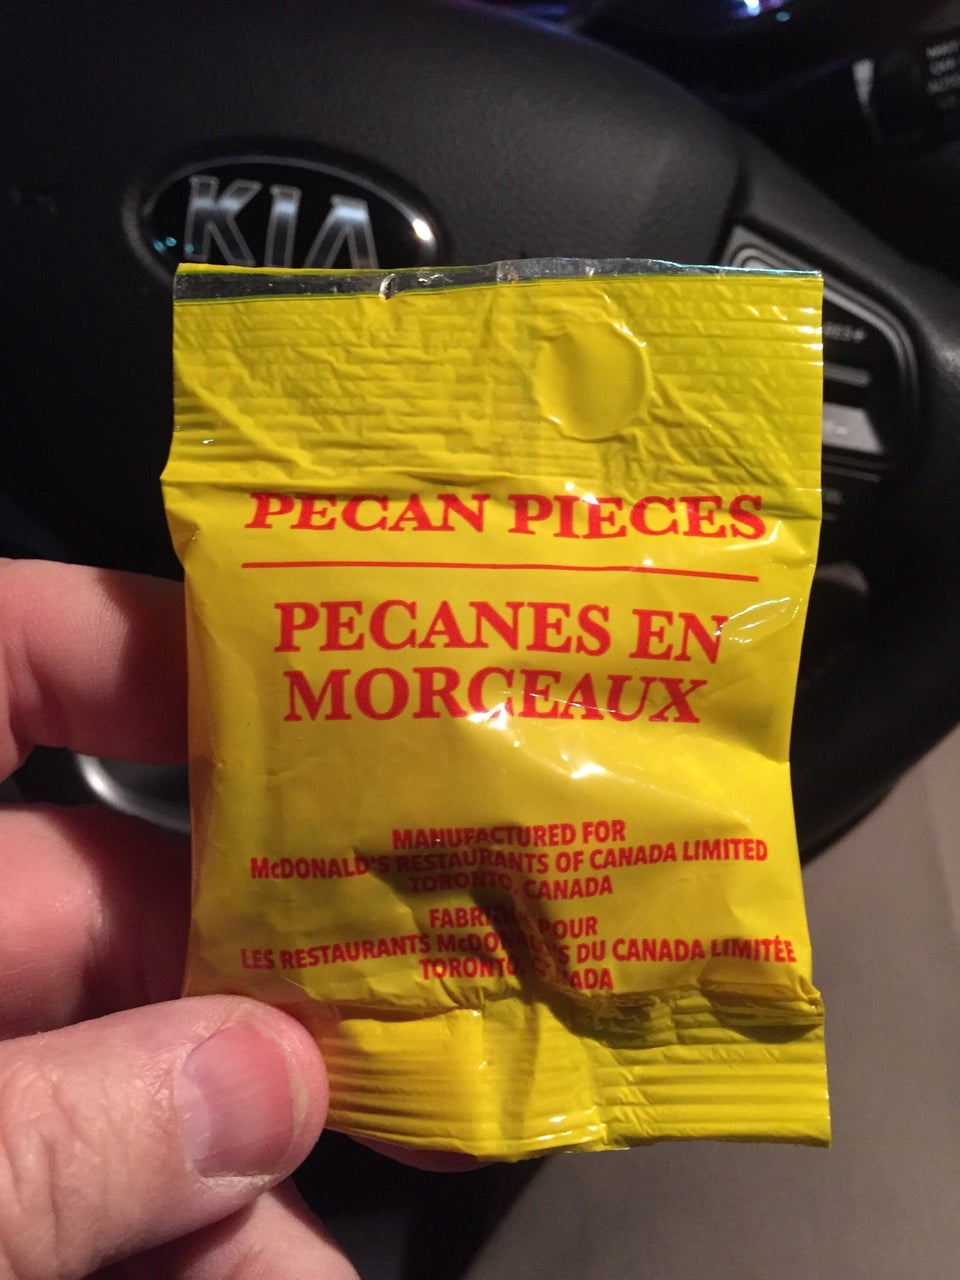 KIA
PECAN PIECES
PECANES EN
MORCEAUX
MANUFACTURED FOR
McDONALD'S RESTAURANTS OF CANADA LIMITED
TORONTO, CANADA
POUR
LES RESTAURANTS McDONALD'S DU CANADA LIMITÉE
TORONTO,